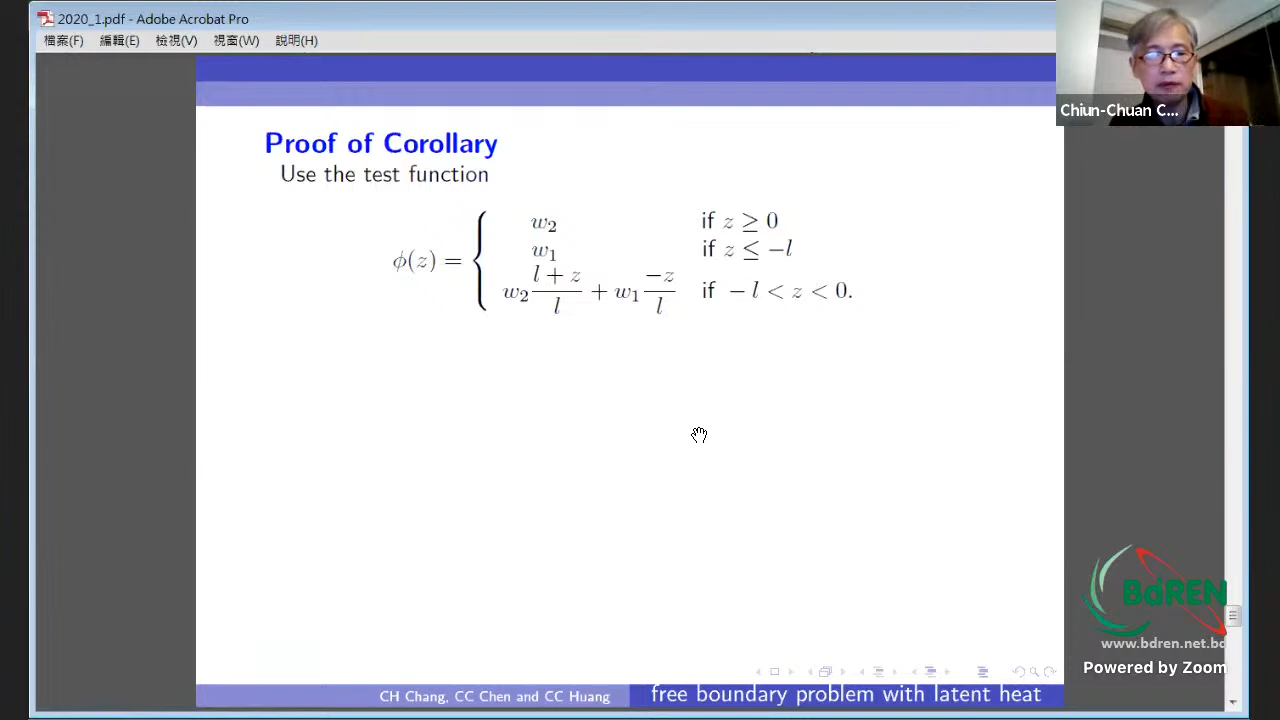 2020_1.pdf - Adobe Acrobat Pro
檔案(F) 編輯(E) 檢視(V) 視窗(W) 說明(H)
Chiun-Chuan C...
Proof of Corollary
Use the test function
w₂ if z ≥ 0
ϕ(z) = { w₁ if z ≤ −l
w₂ (l + z)/l + w₁ (−z)/l if − l < z < 0.
BdREN
www.bdren.net.bd
Powered by Zoom
CH Chang, CC Chen and CC Huang free boundary problem with latent heat